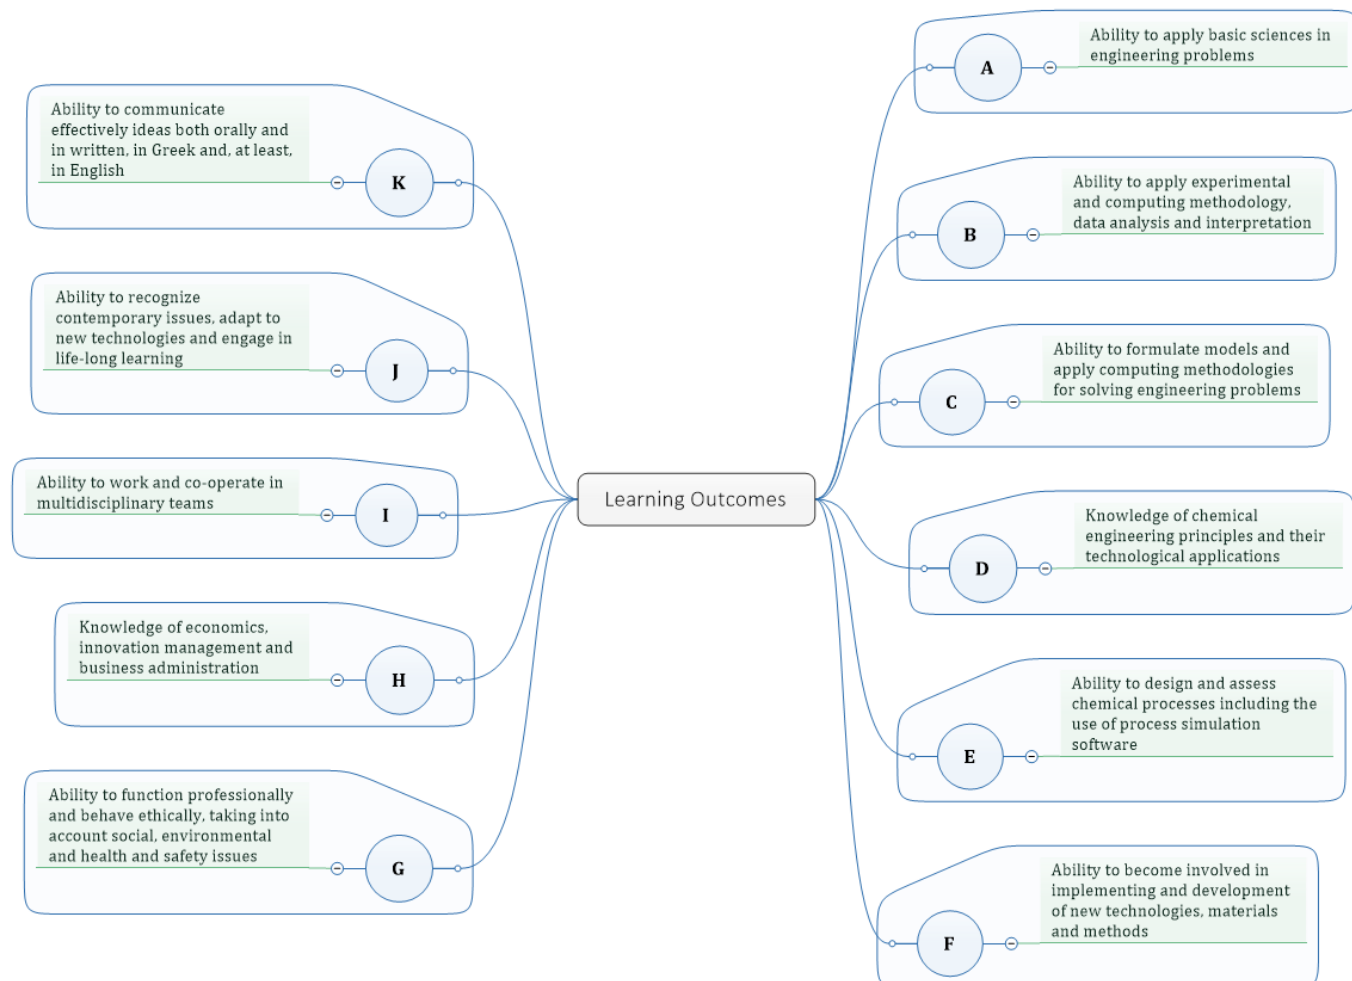 Learning Outcomes
A
Ability to apply basic sciences in
engineering problems
B
Ability to apply experimental
and computing methodology,
data analysis and interpretation
C
Ability to formulate models and
apply computing methodologies
for solving engineering problems
D
Knowledge of chemical
engineering principles and their
technological applications
E
Ability to design and assess
chemical processes including the
use of process simulation
software
F
Ability to become involved in
implementing and development
of new technologies, materials
and methods
G
Ability to function professionally
and behave ethically, taking into
account social, environmental
and health and safety issues
H
Knowledge of economics,
innovation management and
business administration
I
Ability to work and co-operate in
multidisciplinary teams
J
Ability to recognize
contemporary issues, adapt to
new technologies and engage in
life-long learning
K
Ability to communicate
effectively ideas both orally and
in written, in Greek and, at least,
in English